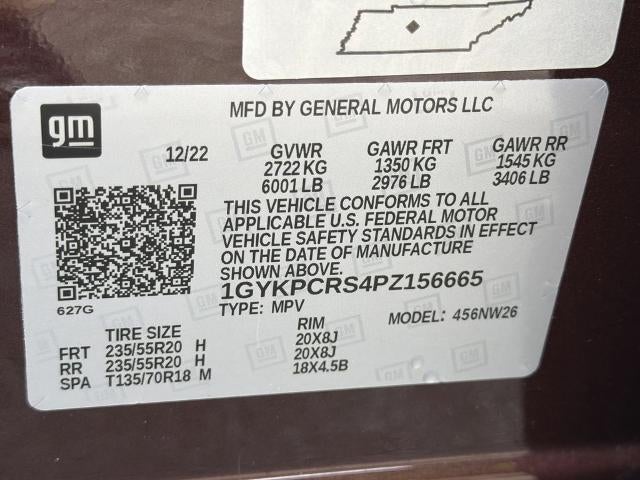 gm
MFD BY GENERAL MOTORS LLC
12/22 GVWR GAWR FRT GAWR RR
2722 KG 1350 KG 1545 KG
6001 LB 2976 LB 3406 LB
THIS VEHICLE CONFORMS TO ALL
APPLICABLE U.S. FEDERAL MOTOR
VEHICLE SAFETY STANDARDS IN EFFECT
ON THE DATE OF MANUFACTURE
SHOWN ABOVE.
1GYKPCRS4PZ156665
627G
TYPE: MPV MODEL: 456NW26
TIRE SIZE RIM
FRT 235/55R20 H 20X8J
RR 235/55R20 H 20X8J
SPA T135/70R18 M 18X4.5B